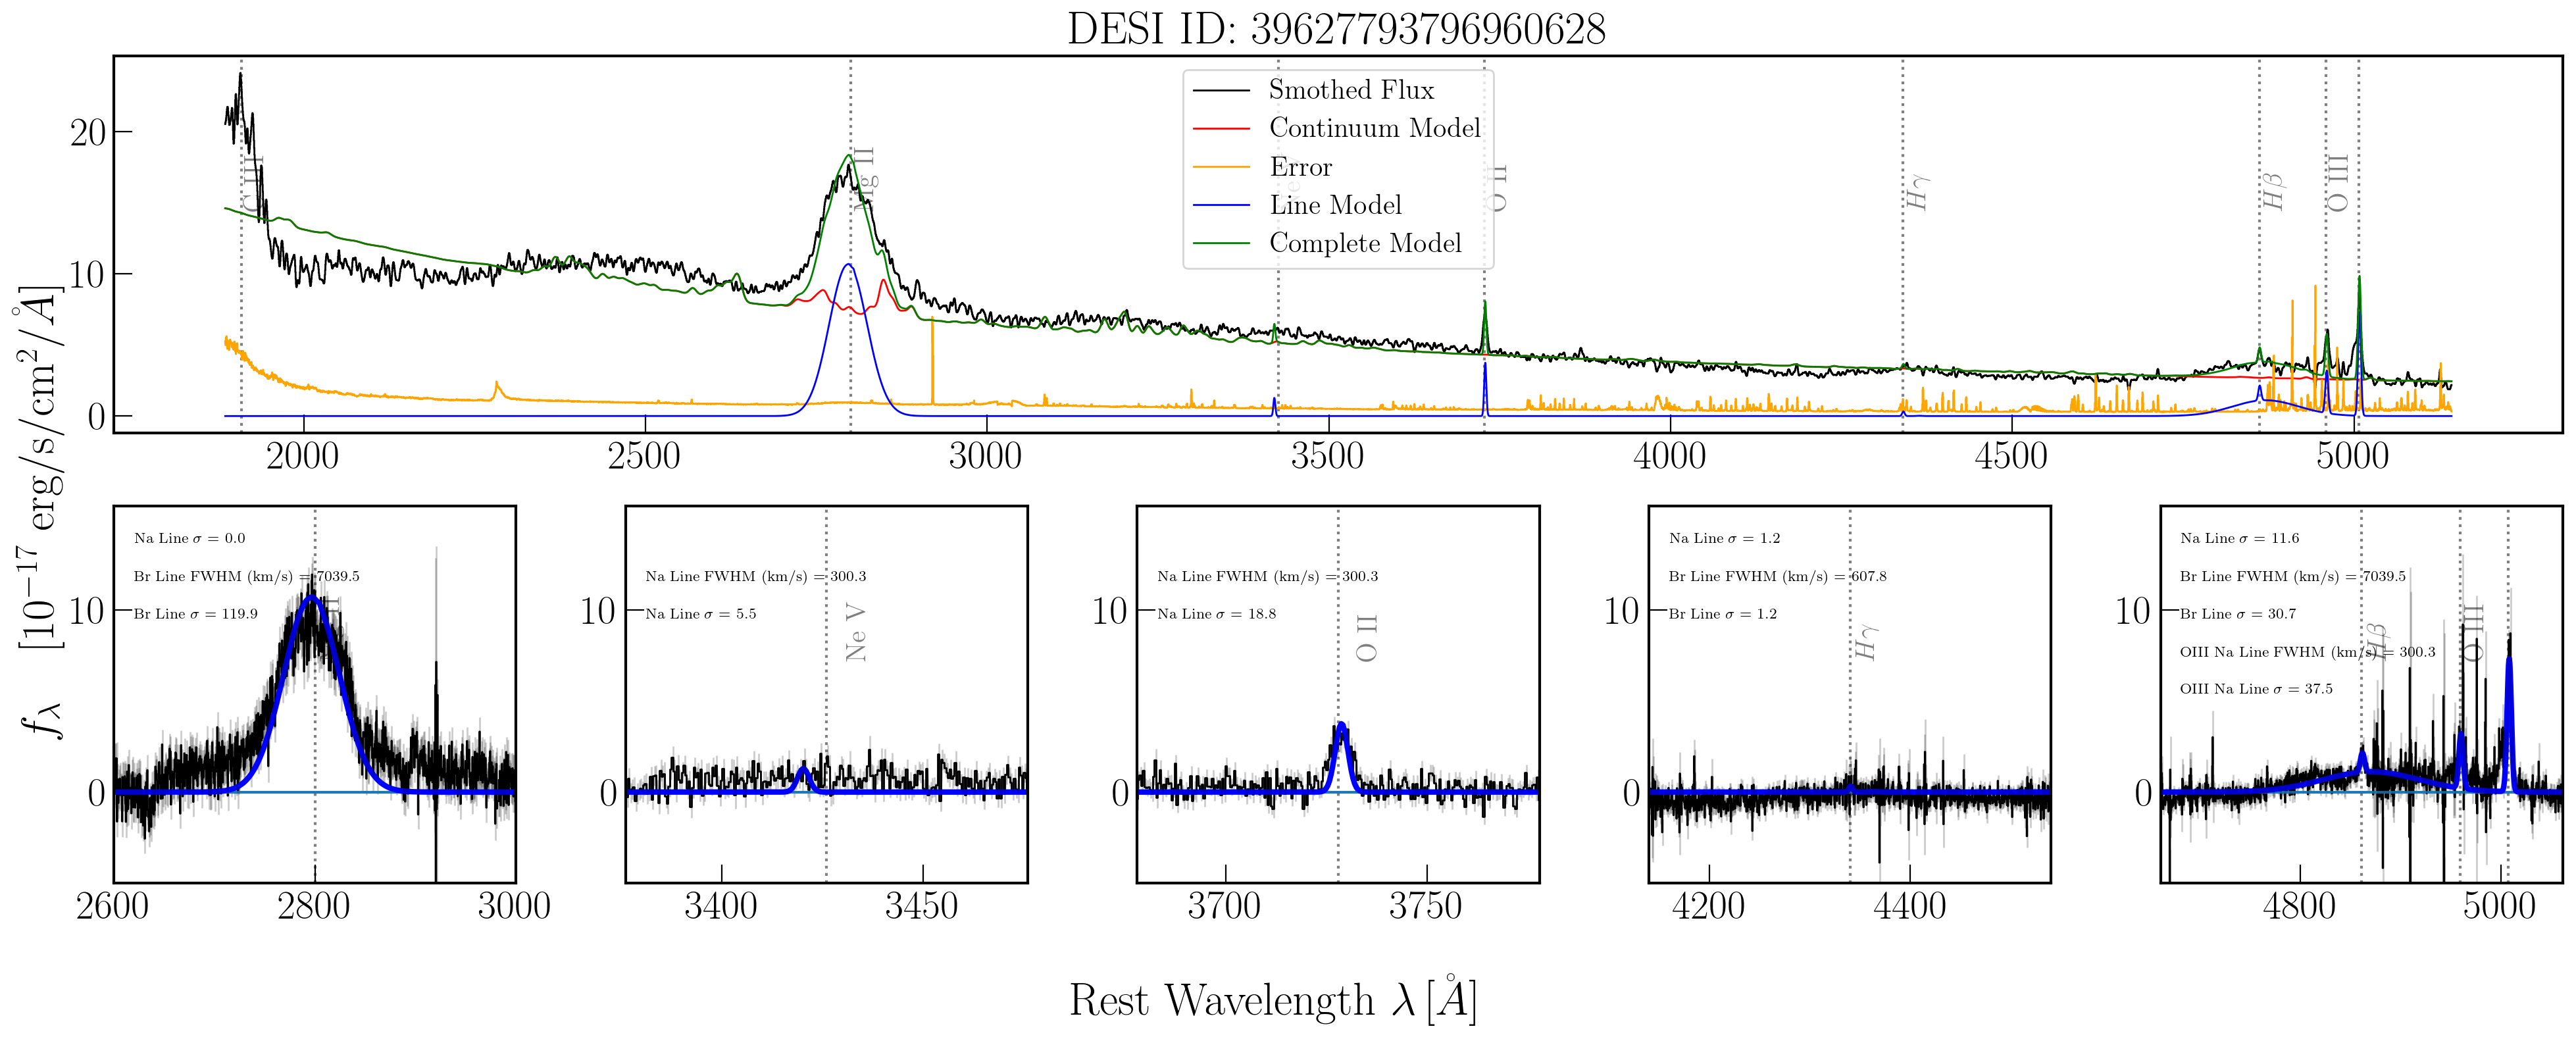 DESI ID: 39627793796960628
Smothed Flux
Continuum Model
Error
Line Model
Complete Model
C III
Mg II
O II
Hγ
Hβ
O III
20
10
0
2000 2500 3000 3500 4000 4500 5000
f_λ [10^{-17} erg/s/cm^2/Å]
Na Line σ = 0.0
Br Line FWHM (km/s) = 7039.5
Br Line σ = 119.9
10
0
2600 2800 3000
Na Line FWHM (km/s) = 300.3
Na Line σ = 5.5
Ne V
10
0
3400 3450
Na Line FWHM (km/s) = 300.3
Na Line σ = 18.8
O II
10
0
3700 3750
Na Line σ = 1.2
Br Line FWHM (km/s) = 607.8
Br Line σ = 1.2
Hγ
10
0
4200 4400
Na Line σ = 11.6
Br Line FWHM (km/s) = 7039.5
Br Line σ = 30.7
OIII Na Line FWHM (km/s) = 300.3
OIII Na Line σ = 37.5
Hβ
O III
10
0
4800 5000
Rest Wavelength λ [Å]